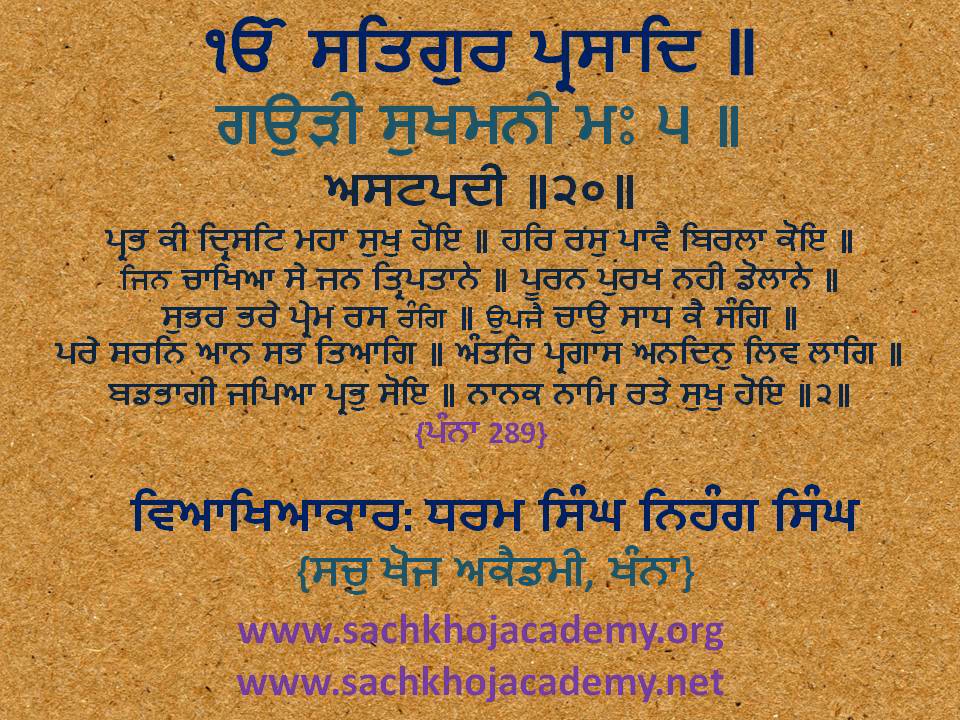 ੴ ਸਤਿਗੁਰ ਪ੍ਰਸਾਦਿ ॥
ਗਉੜੀ ਸੁਖਮਨੀ ਮਃ ੫ ॥
ਅਸਟਪਦੀ ॥੨੦॥
ਪ੍ਰਭ ਕੀ ਦ੍ਰਿਸਟਿ ਮਹਾ ਸੁਖੁ ਹੋਇ ॥ ਹਰਿ ਰਸੁ ਪਾਵੈ ਬਿਰਲਾ ਕੋਇ ॥
ਜਿਨ ਚਾਖਿਆ ਸੇ ਜਨ ਤ੍ਰਿਪਤਾਨੇ ॥ ਪੂਰਨ ਪੁਰਖ ਨਹੀ ਡੋਲਾਨੇ ॥
ਸੁਭਰ ਭਰੇ ਪ੍ਰੇਮ ਰਸ ਰੰਗਿ ॥ ਉਪਜੈ ਚਾਉ ਸਾਧ ਕੈ ਸੰਗਿ ॥
ਪਰੇ ਸਰਨਿ ਆਨ ਸਭ ਤਿਆਗਿ ॥ ਅੰਤਰਿ ਪ੍ਰਗਾਸ ਅਨਦਿਨੁ ਲਿਵ ਲਾਗਿ ॥
ਬਡਭਾਗੀ ਜਪਿਆ ਪ੍ਰਭੁ ਸੋਇ ॥ ਨਾਨਕ ਨਾਮਿ ਰਤੇ ਸੁਖੁ ਹੋਇ ॥੨॥
{ਪੰਨਾ 289}
ਵਿਆਖਿਆਕਾਰ: ਧਰਮ ਸਿੰਘ ਨਿਹੰਗ ਸਿੰਘ
{ਸਚੁ ਖੋਜ ਅਕੈਡਮੀ, ਖੰਨਾ}
www.sachkhojacademy.org
www.sachkhojacademy.net